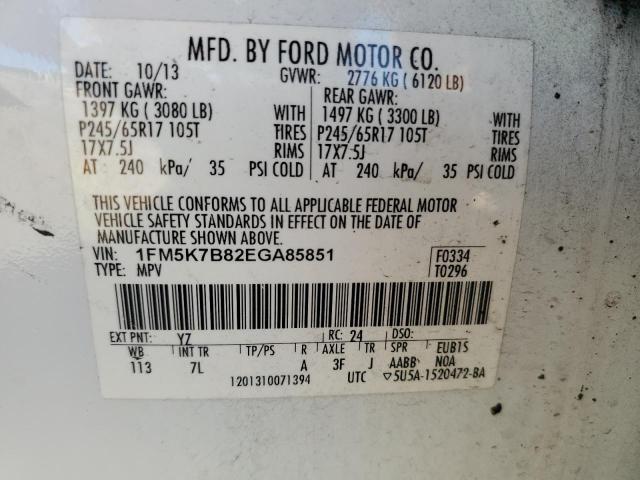 MFD. BY FORD MOTOR CO.
DATE: 10/13 GVWR: 2776 KG ( 6120 LB)
FRONT GAWR: REAR GAWR:
1397 KG ( 3080 LB) WITH 1497 KG ( 3300 LB) WITH
P245/65R17 105T TIRES P245/65R17 105T TIRES
17X7.5J RIMS 17X7.5J RIMS
AT 240 kPa/ 35 PSI COLD AT 240 kPa/ 35 PSI COLD
THIS VEHICLE CONFORMS TO ALL APPLICABLE FEDERAL MOTOR
VEHICLE SAFETY STANDARDS IN EFFECT ON THE DATE OF
MANUFACTURE SHOWN ABOVE.
VIN: 1FM5K7B82EGA85851 F0334
TYPE: MPV T0296
EXT PNT: YZ RC: 24 DSO:
WB INT TR TP/PS R AXLE TR SPR EUB1S
113 7L A 3F J AABB NOA
1201310071394 UTC ▽5U5A-1520472-BA